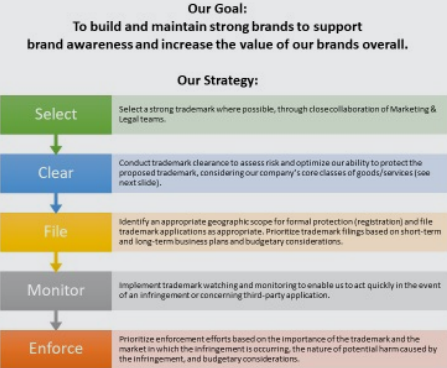 Our Goal:
To build and maintain strong brands to support
brand awareness and increase the value of our brands overall.
Our Strategy:
Select
Select a strong trademark where possible, through close collaboration of Marketing &
Legal teams.
Clear
Conduct trademark clearance to assess risk and optimize our ability to protect the
proposed trademark, considering our company's core classes of goods/services (see
next slide).
File
Identify an appropriate geographic scope for formal protection (registration) and file
trademark applications as appropriate. Prioritize trademark filings based on short-term
and long-term business plans and budgetary considerations.
Monitor
Implement trademark watching and monitoring to enable us to act quickly in the event
of an infringement or concerning third-party application.
Enforce
Prioritize enforcement efforts based on the importance of the trademark and the
market in which the infringement is occurring, the nature of potential harm caused by
the infringement, and budgetary considerations.